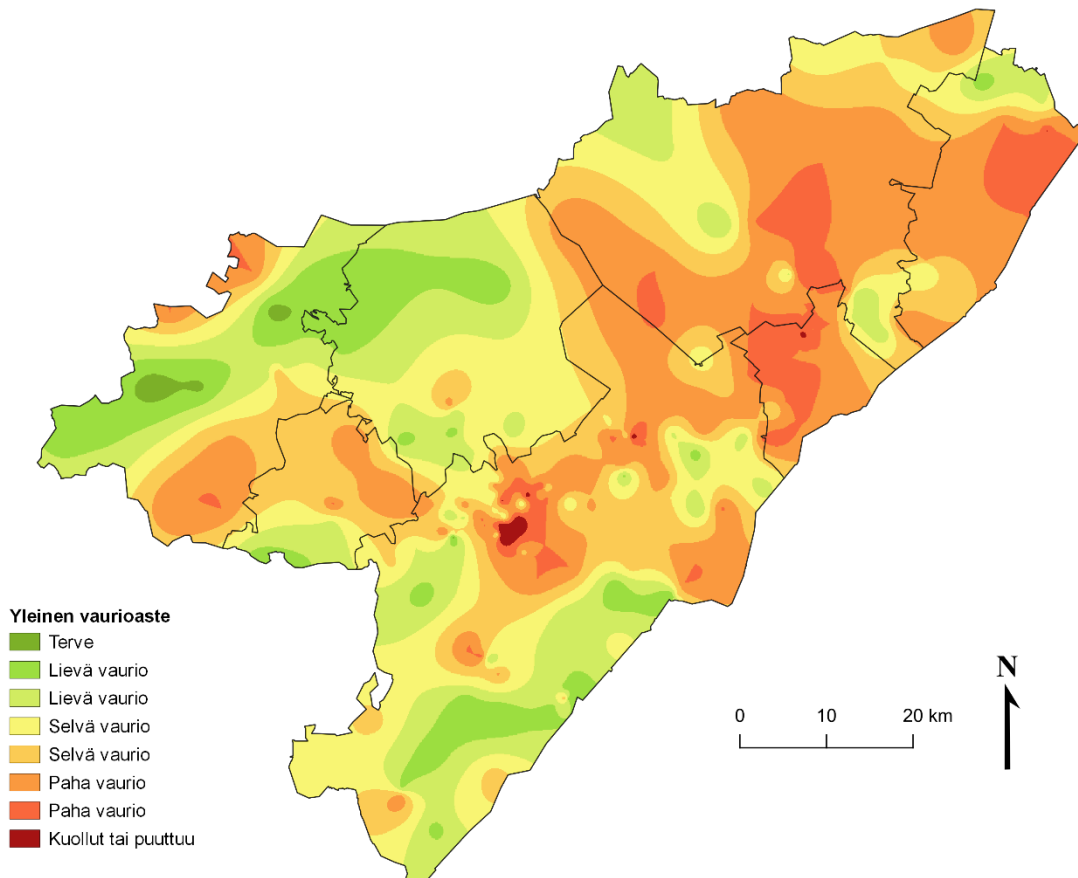 Yleinen vaurioaste
Terve
Lievä vaurio
Lievä vaurio
Selvä vaurio
Selvä vaurio
Paha vaurio
Paha vaurio
Kuollut tai puuttuu
0 10 20 km
N